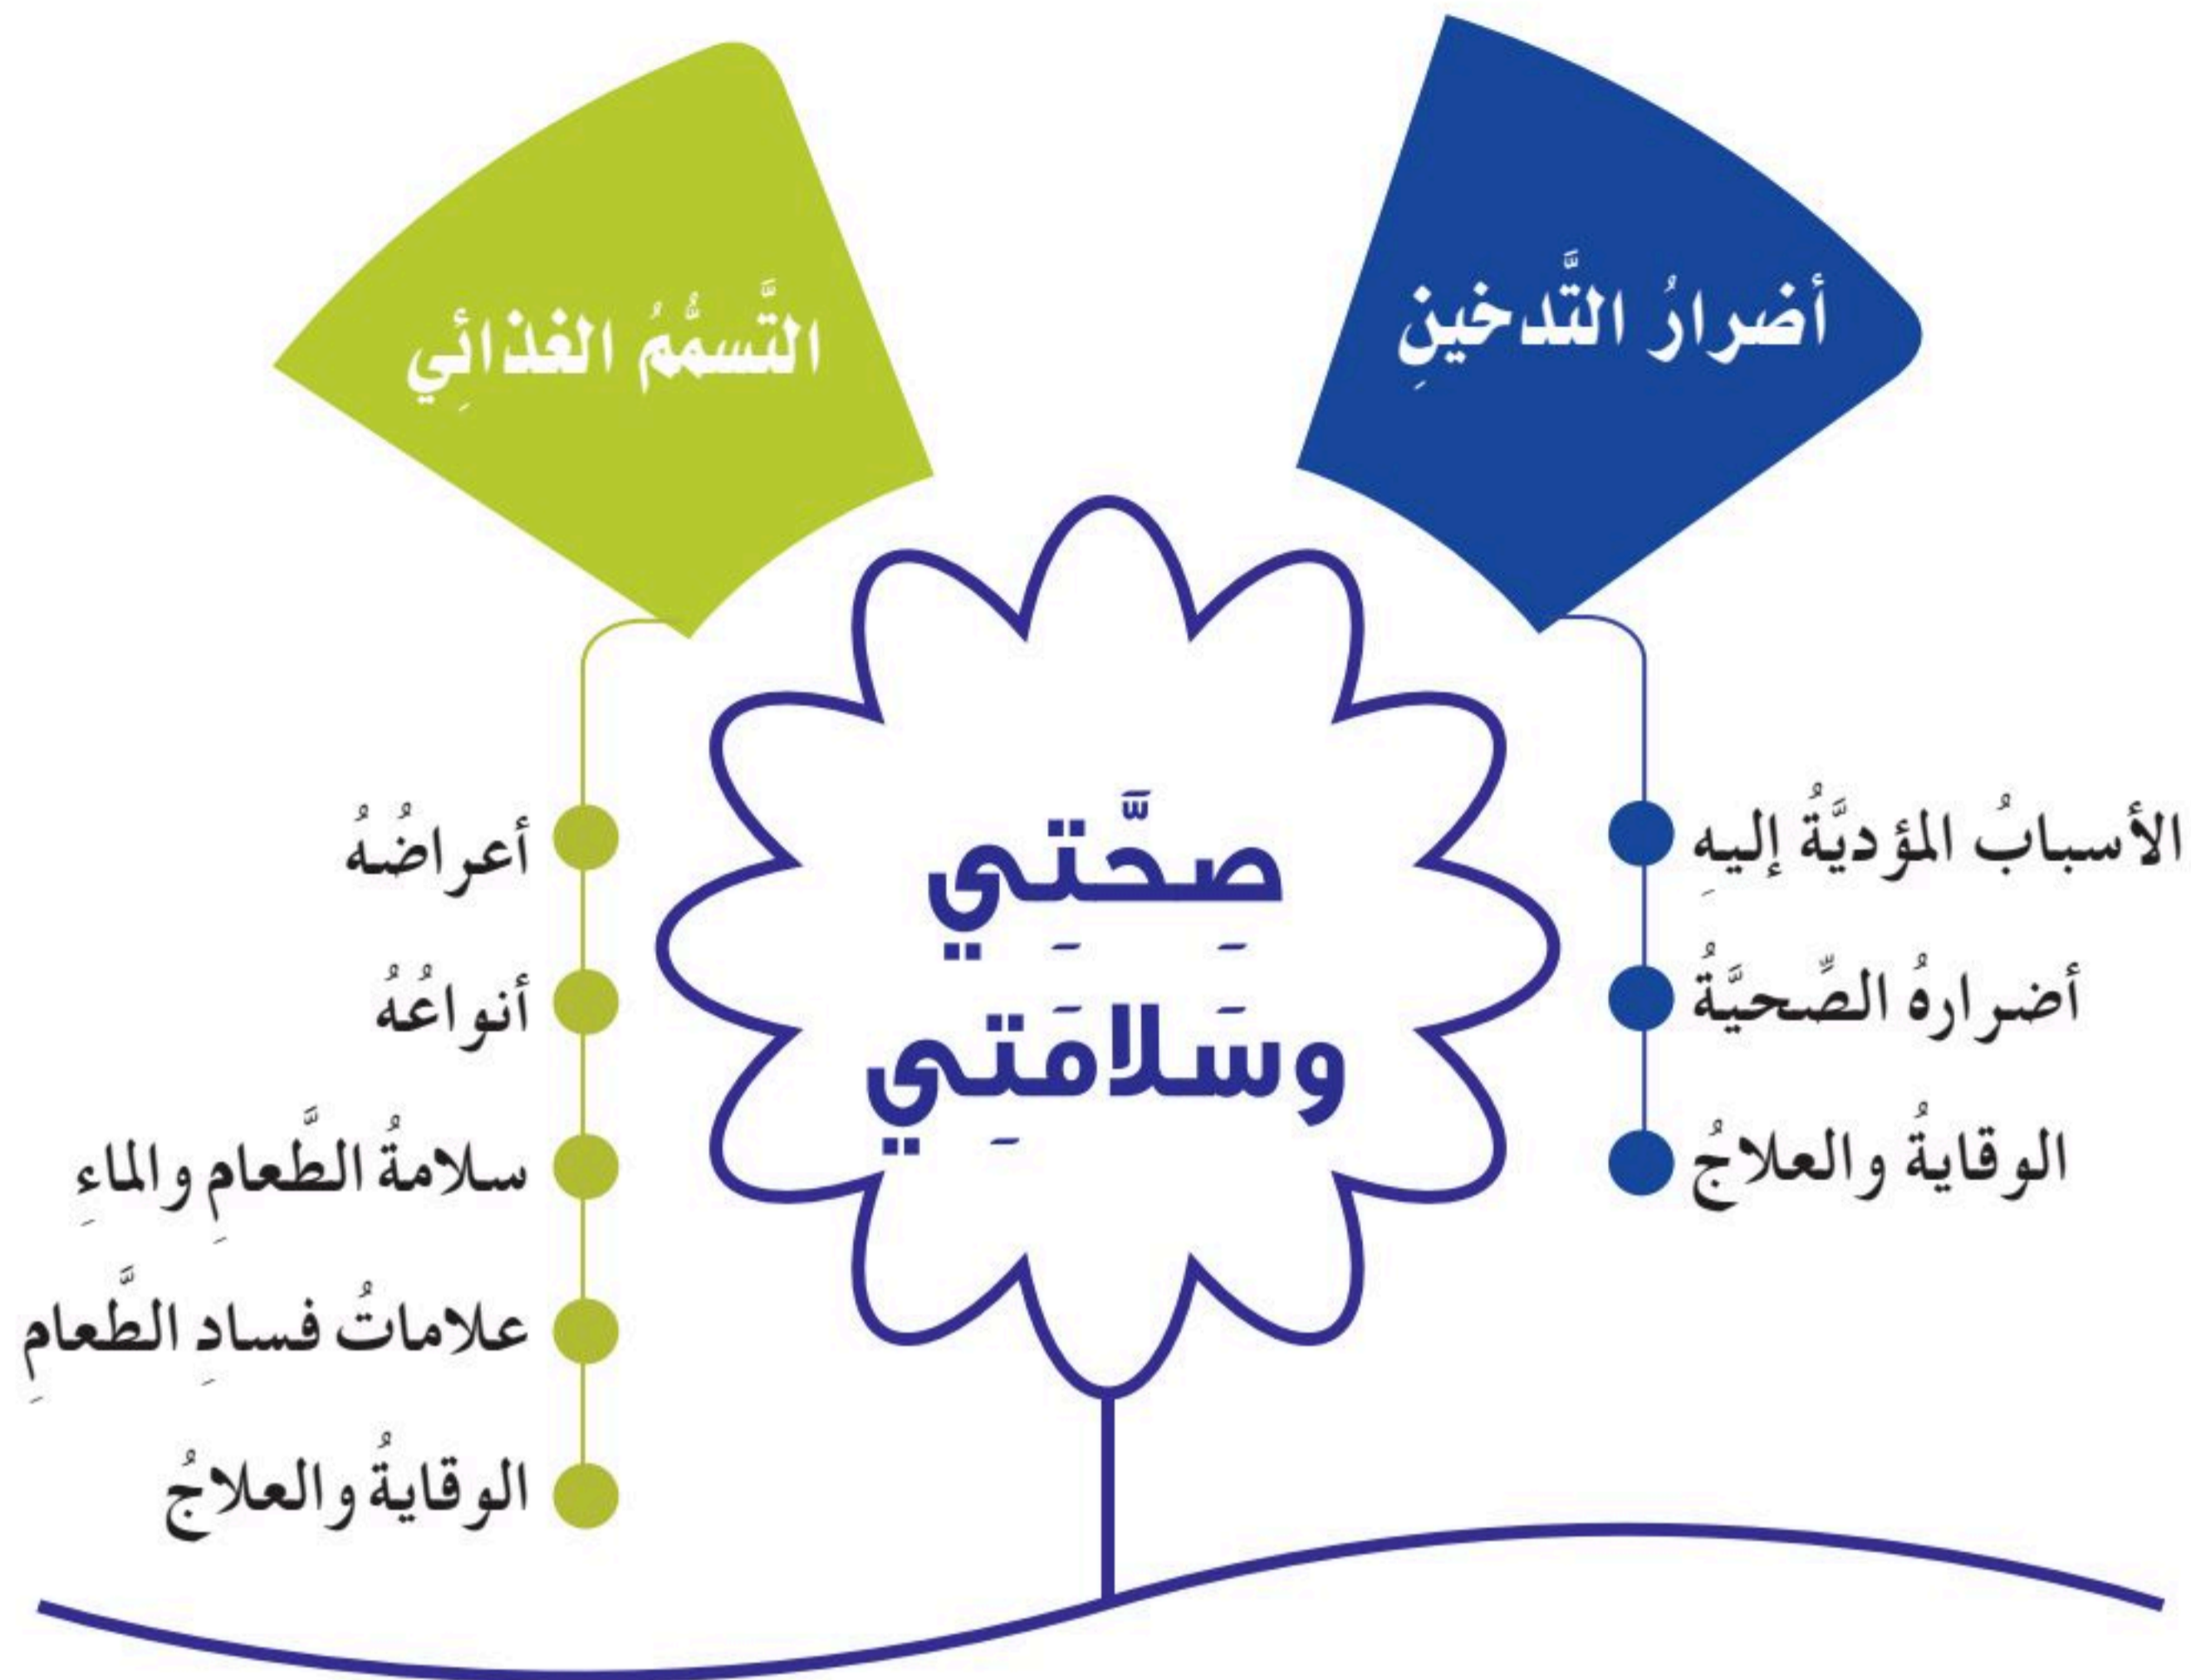 أضرارُ التَّدخينِ
الأسبابُ المؤديَّةُ إليهِ
أضرارهُ الصِّحيَّةُ
الوقايةُ والعلاجُ
صِحَّتِي
وسَلامَتِي
التَّسمُّمُ الغذائِي
أعراضُهُ
أنواعُهُ
سلامةُ الطَّعامِ والماءِ
علاماتُ فسادِ الطَّعامِ
الوقايةُ والعلاجُ